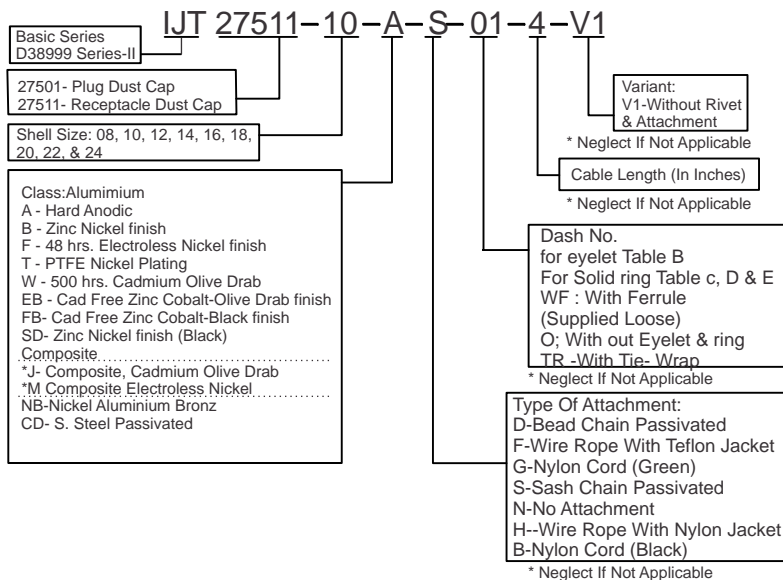 IJT 27511-10-A-S-01-4-V1
Basic Series
D38999 Series-II
27501- Plug Dust Cap
27511- Receptacle Dust Cap
Shell Size: 08, 10, 12, 14, 16, 18,
20, 22, & 24
Class:Alumimium
A - Hard Anodic
B - Zinc Nickel finish
F - 48 hrs. Electroless Nickel finish
T - PTFE Nickel Plating
W - 500 hrs. Cadmium Olive Drab
EB - Cad Free Zinc Cobalt-Olive Drab finish
FB- Cad Free Zinc Cobalt-Black finish
SD- Zinc Nickel finish (Black)
Composite
*J- Composite, Cadmium Olive Drab
*M Composite Electroless Nickel
NB-Nickel Aluminium Bronz
CD- S. Steel Passivated
Variant:
V1-Without Rivet
& Attachment
* Neglect If Not Applicable
Cable Length (In Inches)
* Neglect If Not Applicable
Dash No.
for eyelet Table B
For Solid ring Table c, D & E
WF : With Ferrule
(Supplied Loose)
O; With out Eyelet & ring
TR -With Tie- Wrap
* Neglect If Not Applicable
Type Of Attachment:
D-Bead Chain Passivated
F-Wire Rope With Teflon Jacket
G-Nylon Cord (Green)
S-Sash Chain Passivated
N-No Attachment
H--Wire Rope With Nylon Jacket
B-Nylon Cord (Black)
* Neglect If Not Applicable